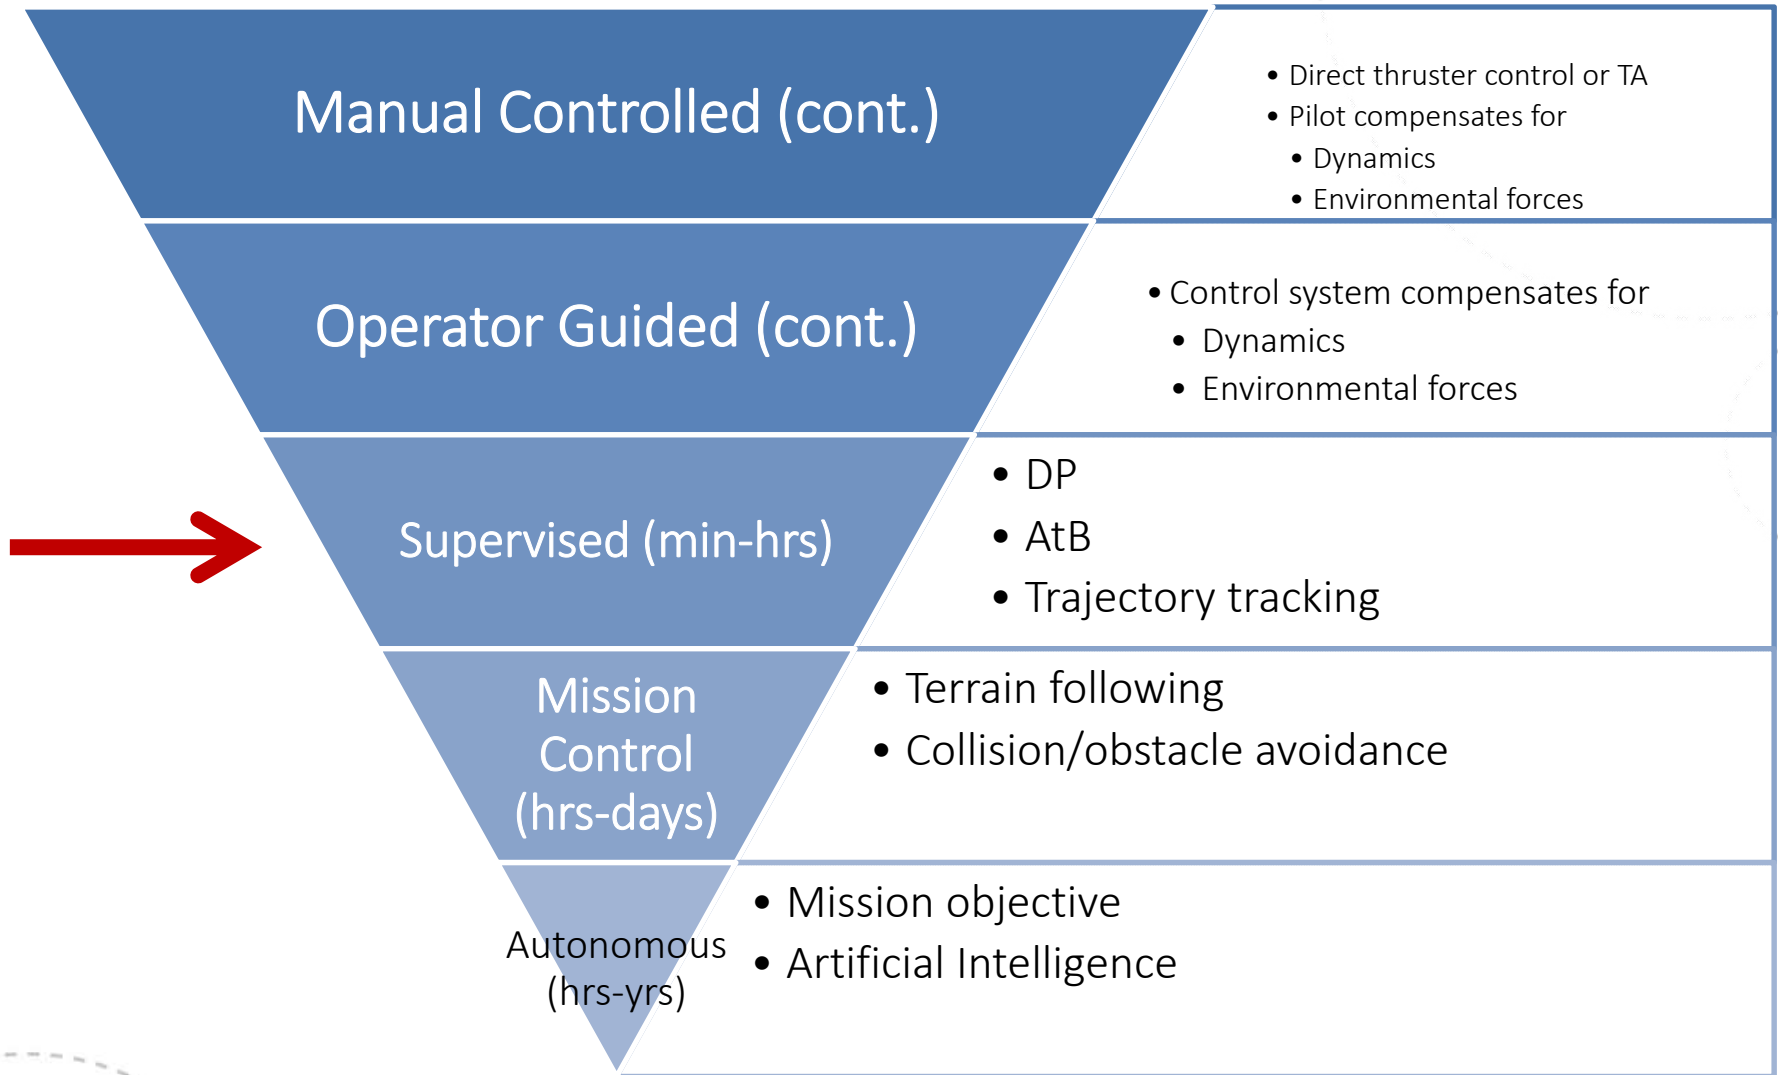 Manual Controlled (cont.)
• Direct thruster control or TA
• Pilot compensates for
• Dynamics
• Environmental forces
Operator Guided (cont.)
• Control system compensates for
• Dynamics
• Environmental forces
Supervised (min-hrs)
• DP
• AtB
• Trajectory tracking
Mission
Control
(hrs-days)
• Terrain following
• Collision/obstacle avoidance
Autonomous
(hrs-yrs)
• Mission objective
• Artificial Intelligence